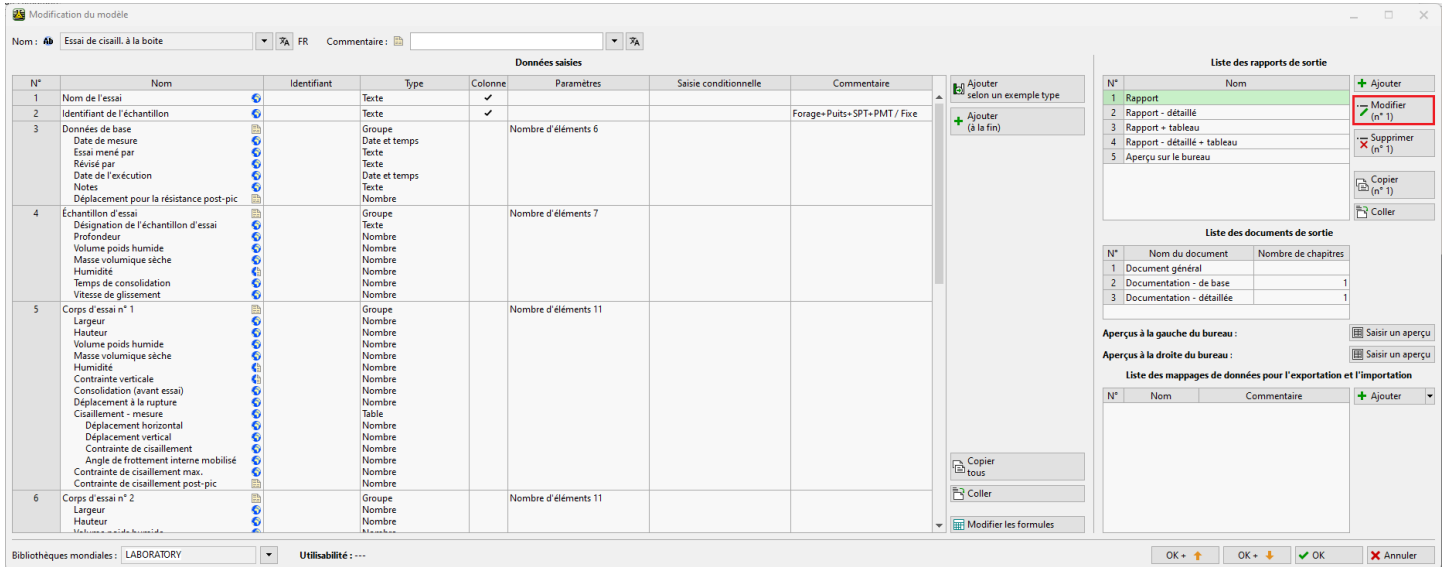 Modification du modèle
Nom : Essai de cisaill. à la boite FR Commentaire :
Données saisies
N° Nom Identifiant Type Colonne Paramètres Saisie conditionnelle Commentaire
1 Nom de l'essai Texte ✓
2 Identifiant de l'échantillon Texte ✓ Forage+Puits+SPT+PMT / Fixe
3 Données de base Groupe Nombre d'éléments 6
Date de mesure Date et temps
Essai mené par Texte
Révisé par Texte
Date de l'exécution Date et temps
Notes Texte
Déplacement pour la résistance post-pic Nombre
4 Échantillon d'essai Groupe Nombre d'éléments 7
Désignation de l'échantillon d'essai Texte
Profondeur Nombre
Volume poids humide Nombre
Masse volumique sèche Nombre
Humidité Nombre
Temps de consolidation Nombre
Vitesse de glissement Nombre
5 Corps d'essai n° 1 Groupe Nombre d'éléments 11
Largeur Nombre
Hauteur Nombre
Volume poids humide Nombre
Masse volumique sèche Nombre
Humidité Nombre
Contrainte verticale Nombre
Consolidation (avant essai) Nombre
Déplacement à la rupture Nombre
Cisaillement - mesure Table
Déplacement horizontal Nombre
Déplacement vertical Nombre
Contrainte de cisaillement Nombre
Angle de frottement interne mobilisé Nombre
Contrainte de cisaillement max. Nombre
Contrainte de cisaillement post-pic Nombre
6 Corps d'essai n° 2 Groupe Nombre d'éléments 11
Largeur Nombre
Hauteur Nombre
Ajouter
selon un exemple type
Ajouter
(à la fin)
Copier
tous
Coller
Modifier les formules
Liste des rapports de sortie
N° Nom
1 Rapport
2 Rapport - détaillé
3 Rapport + tableau
4 Rapport - détaillé + tableau
5 Aperçu sur le bureau
Ajouter
Modifier
(n° 1)
Supprimer
(n° 1)
Copier
(n° 1)
Coller
Liste des documents de sortie
N° Nom du document Nombre de chapitres
1 Document général
2 Documentation - de base 1
3 Documentation - détaillée 1
Aperçus à la gauche du bureau : Saisir un aperçu
Aperçus à la droite du bureau : Saisir un aperçu
Liste des mappages de données pour l'exportation et l'importation
N° Nom Commentaire
Ajouter
Bibliothèques mondiales : LABORATORY Utilisabilité : ---
OK + OK + OK Annuler